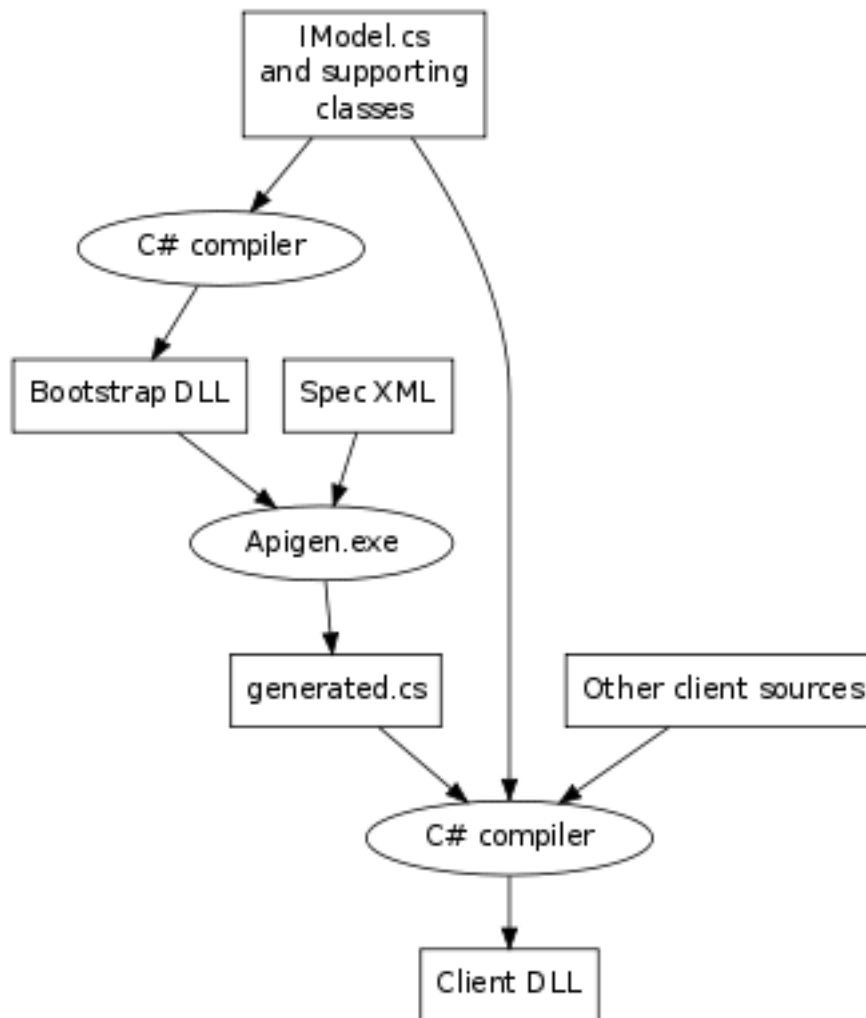 IModel.cs
and supporting
classes
C# compiler
Bootstrap DLL
Spec XML
Apigen.exe
generated.cs
Other client sources
C# compiler
Client DLL